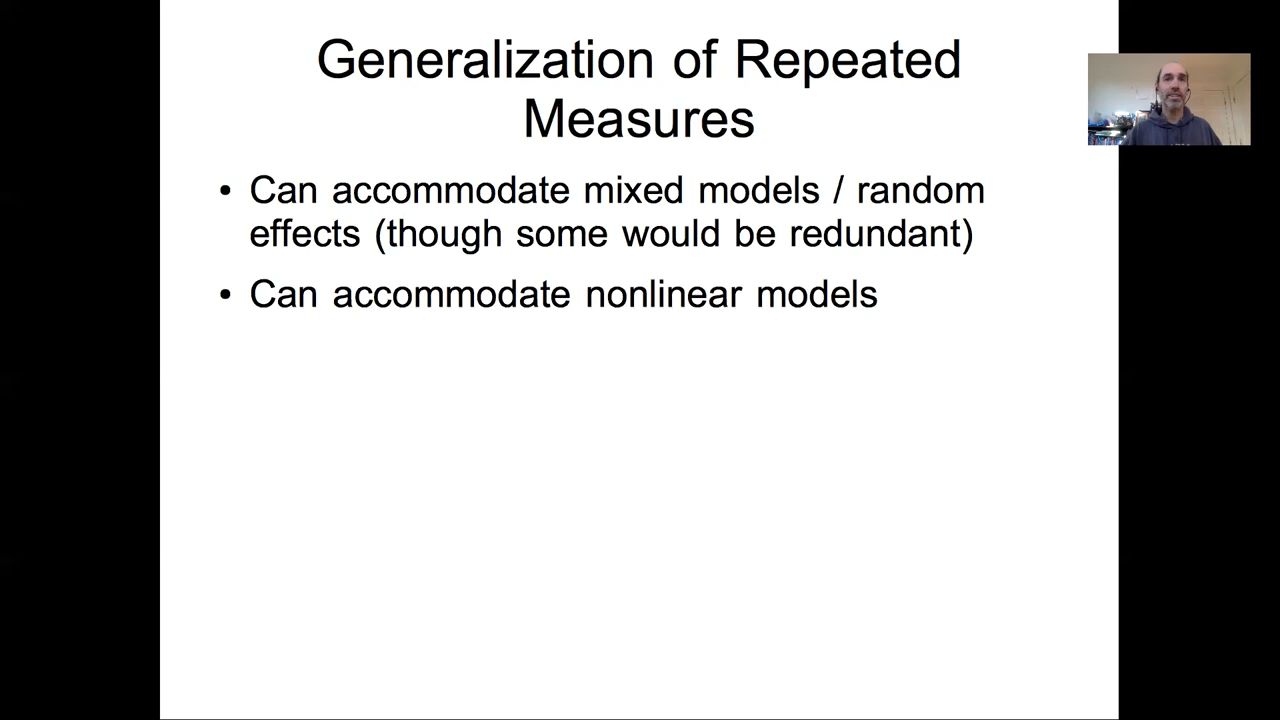 Generalization of Repeated
Measures
• Can accommodate mixed models / random
effects (though some would be redundant)
• Can accommodate nonlinear models